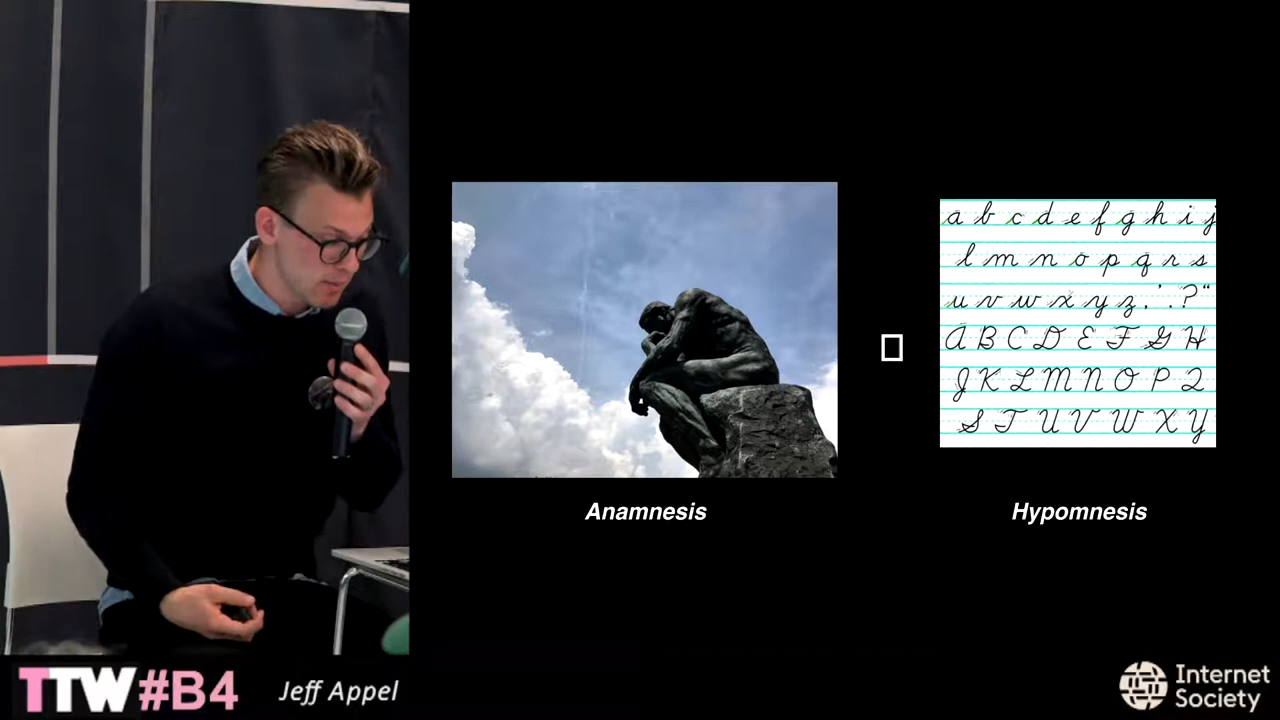 a b c d e f g h i j
l m n o p q r s
u v w x y z . ' . ? "
A B C D E F G H
J K L M N O P Q
S T U V W X Y
Anamnesis
Hypomnesis
TTW#B4
Jeff Appel
Internet
Society